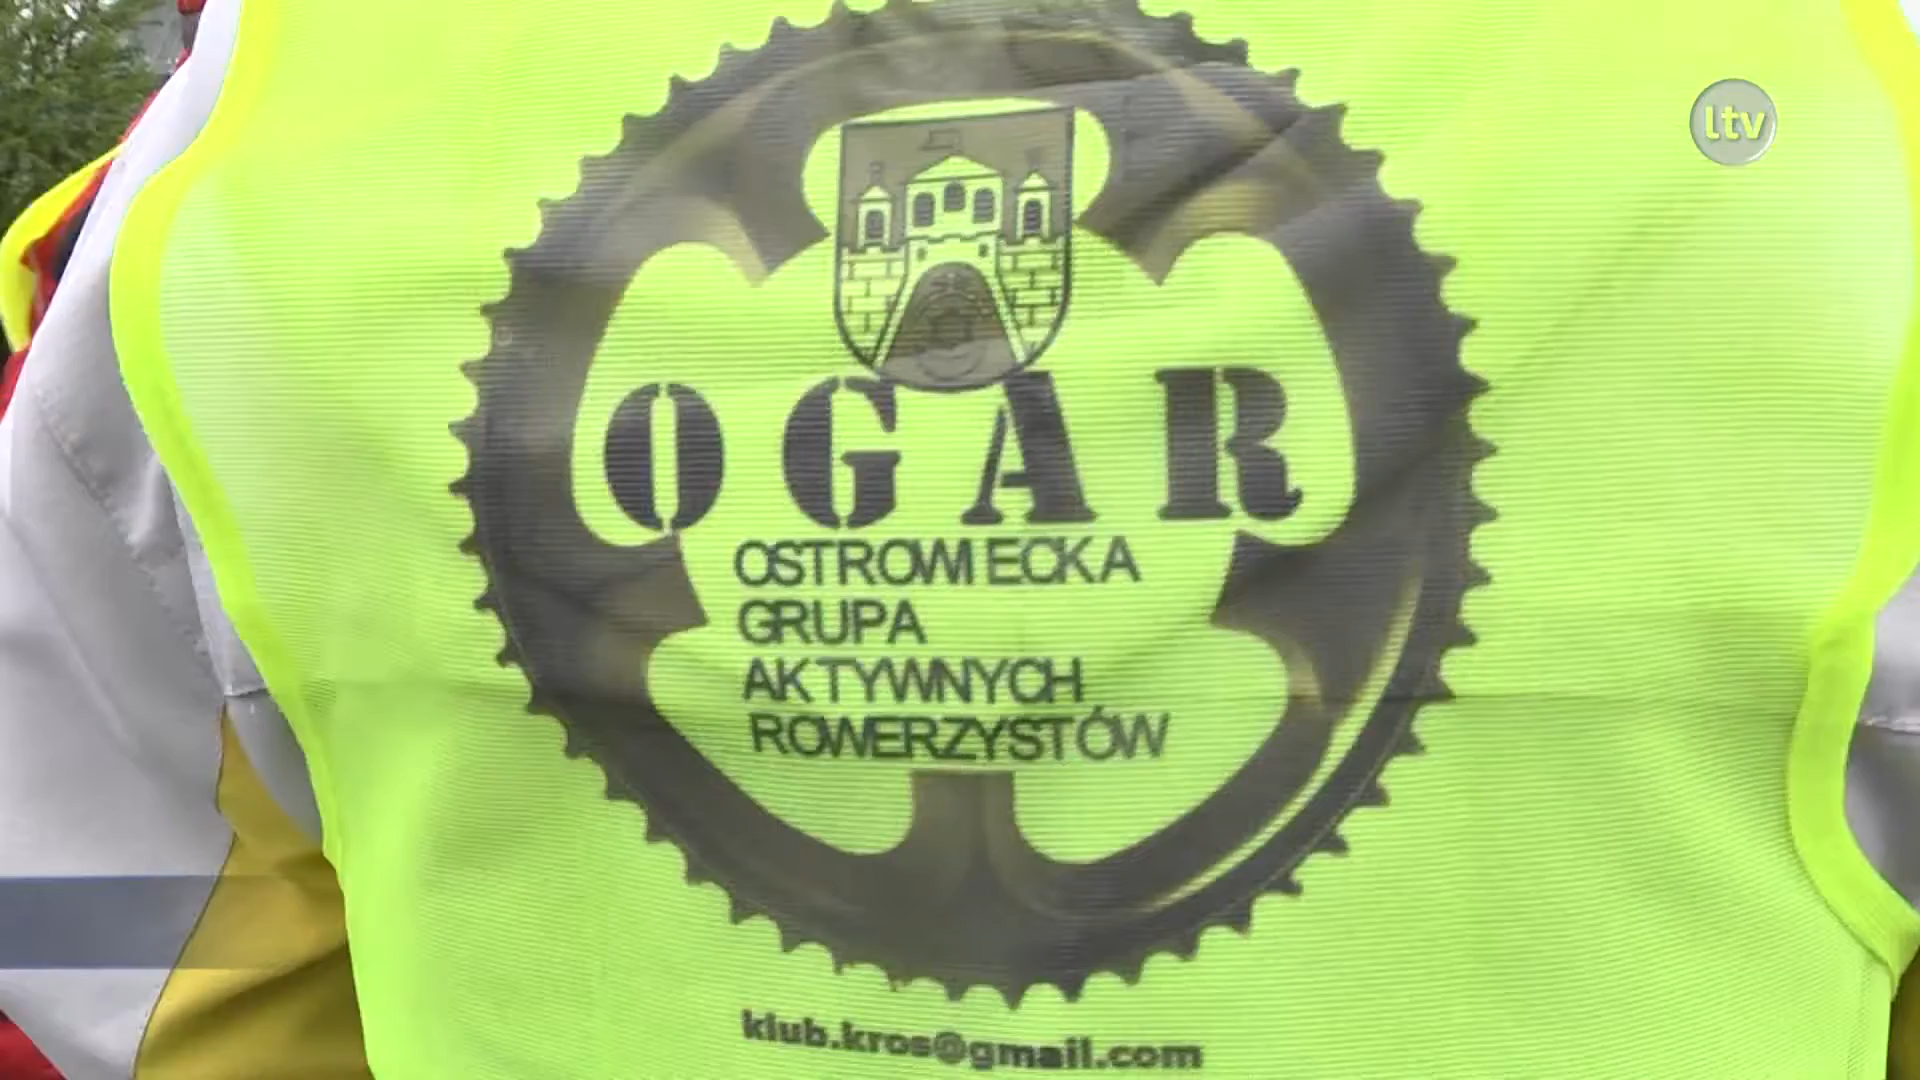 ltv
OGAR
OSTROWIECKA
GRUPA
AKTYWNYCH
ROWERZYSTÓW
klub.kros@gmail.com